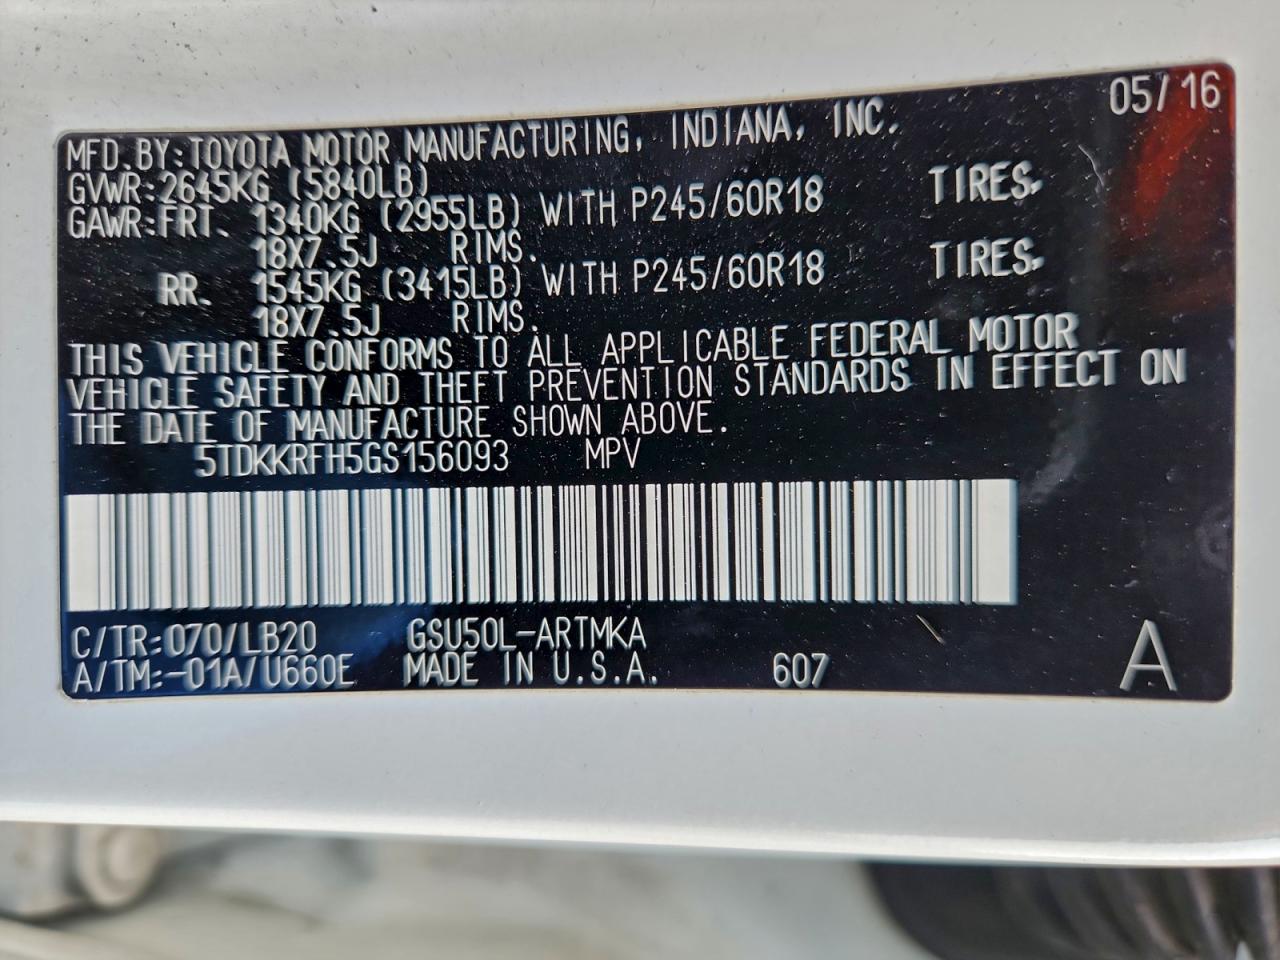 05/16
MFD.BY:TOYOTA MOTOR MANUFACTURING, INDIANA, INC.
GVWR:2645KG (5840LB)
GAWR:FRT. 1340KG (2955LB) WITH P245/60R18 TIRES,
18X7.5J RIMS.
RR. 1545KG (3415LB) WITH P245/60R18 TIRES,
18X7.5J RIMS.
THIS VEHICLE CONFORMS TO ALL APPLICABLE FEDERAL MOTOR
VEHICLE SAFETY AND THEFT PREVENTION STANDARDS IN EFFECT ON
THE DATE OF MANUFACTURE SHOWN ABOVE.
5TDKKRFH5GS156093 MPV
C/TR:070/LB20 GSU50L-ARTMKA
A/TM:-01A/U660E MADE IN U.S.A. 607 A